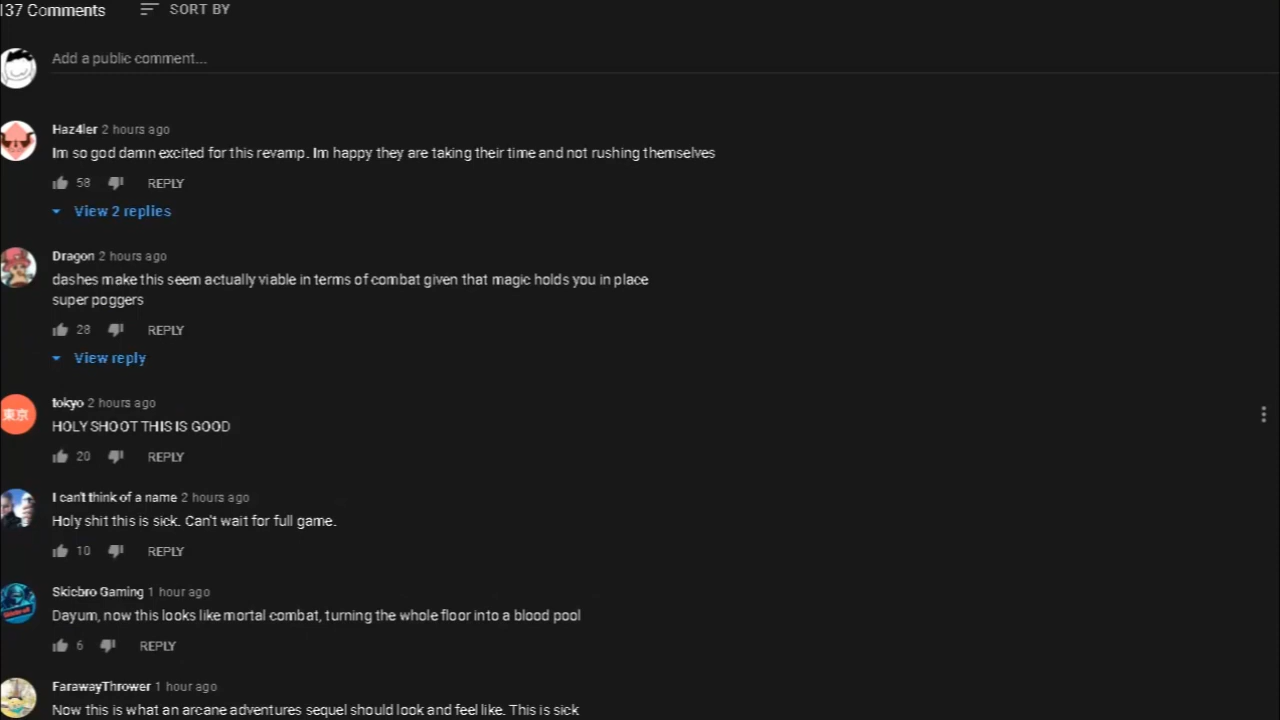 137 Comments SORT BY
Add a public comment...
Haz4ler 2 hours ago
Im so god damn excited for this revamp. Im happy they are taking their time and not rushing themselves
58 REPLY
View 2 replies
Dragon 2 hours ago
dashes make this seem actually viable in terms of combat given that magic holds you in place
super poggers
28 REPLY
View reply
tokyo 2 hours ago
東京
HOLY SHOOT THIS IS GOOD
20 REPLY
I can't think of a name 2 hours ago
Holy shit this is sick. Can't wait for full game.
10 REPLY
Skicbro Gaming 1 hour ago
Dayum, now this looks like mortal combat, turning the whole floor into a blood pool
6 REPLY
FarawayThrower 1 hour ago
Now this is what an arcane adventures sequel should look and feel like. This is sick